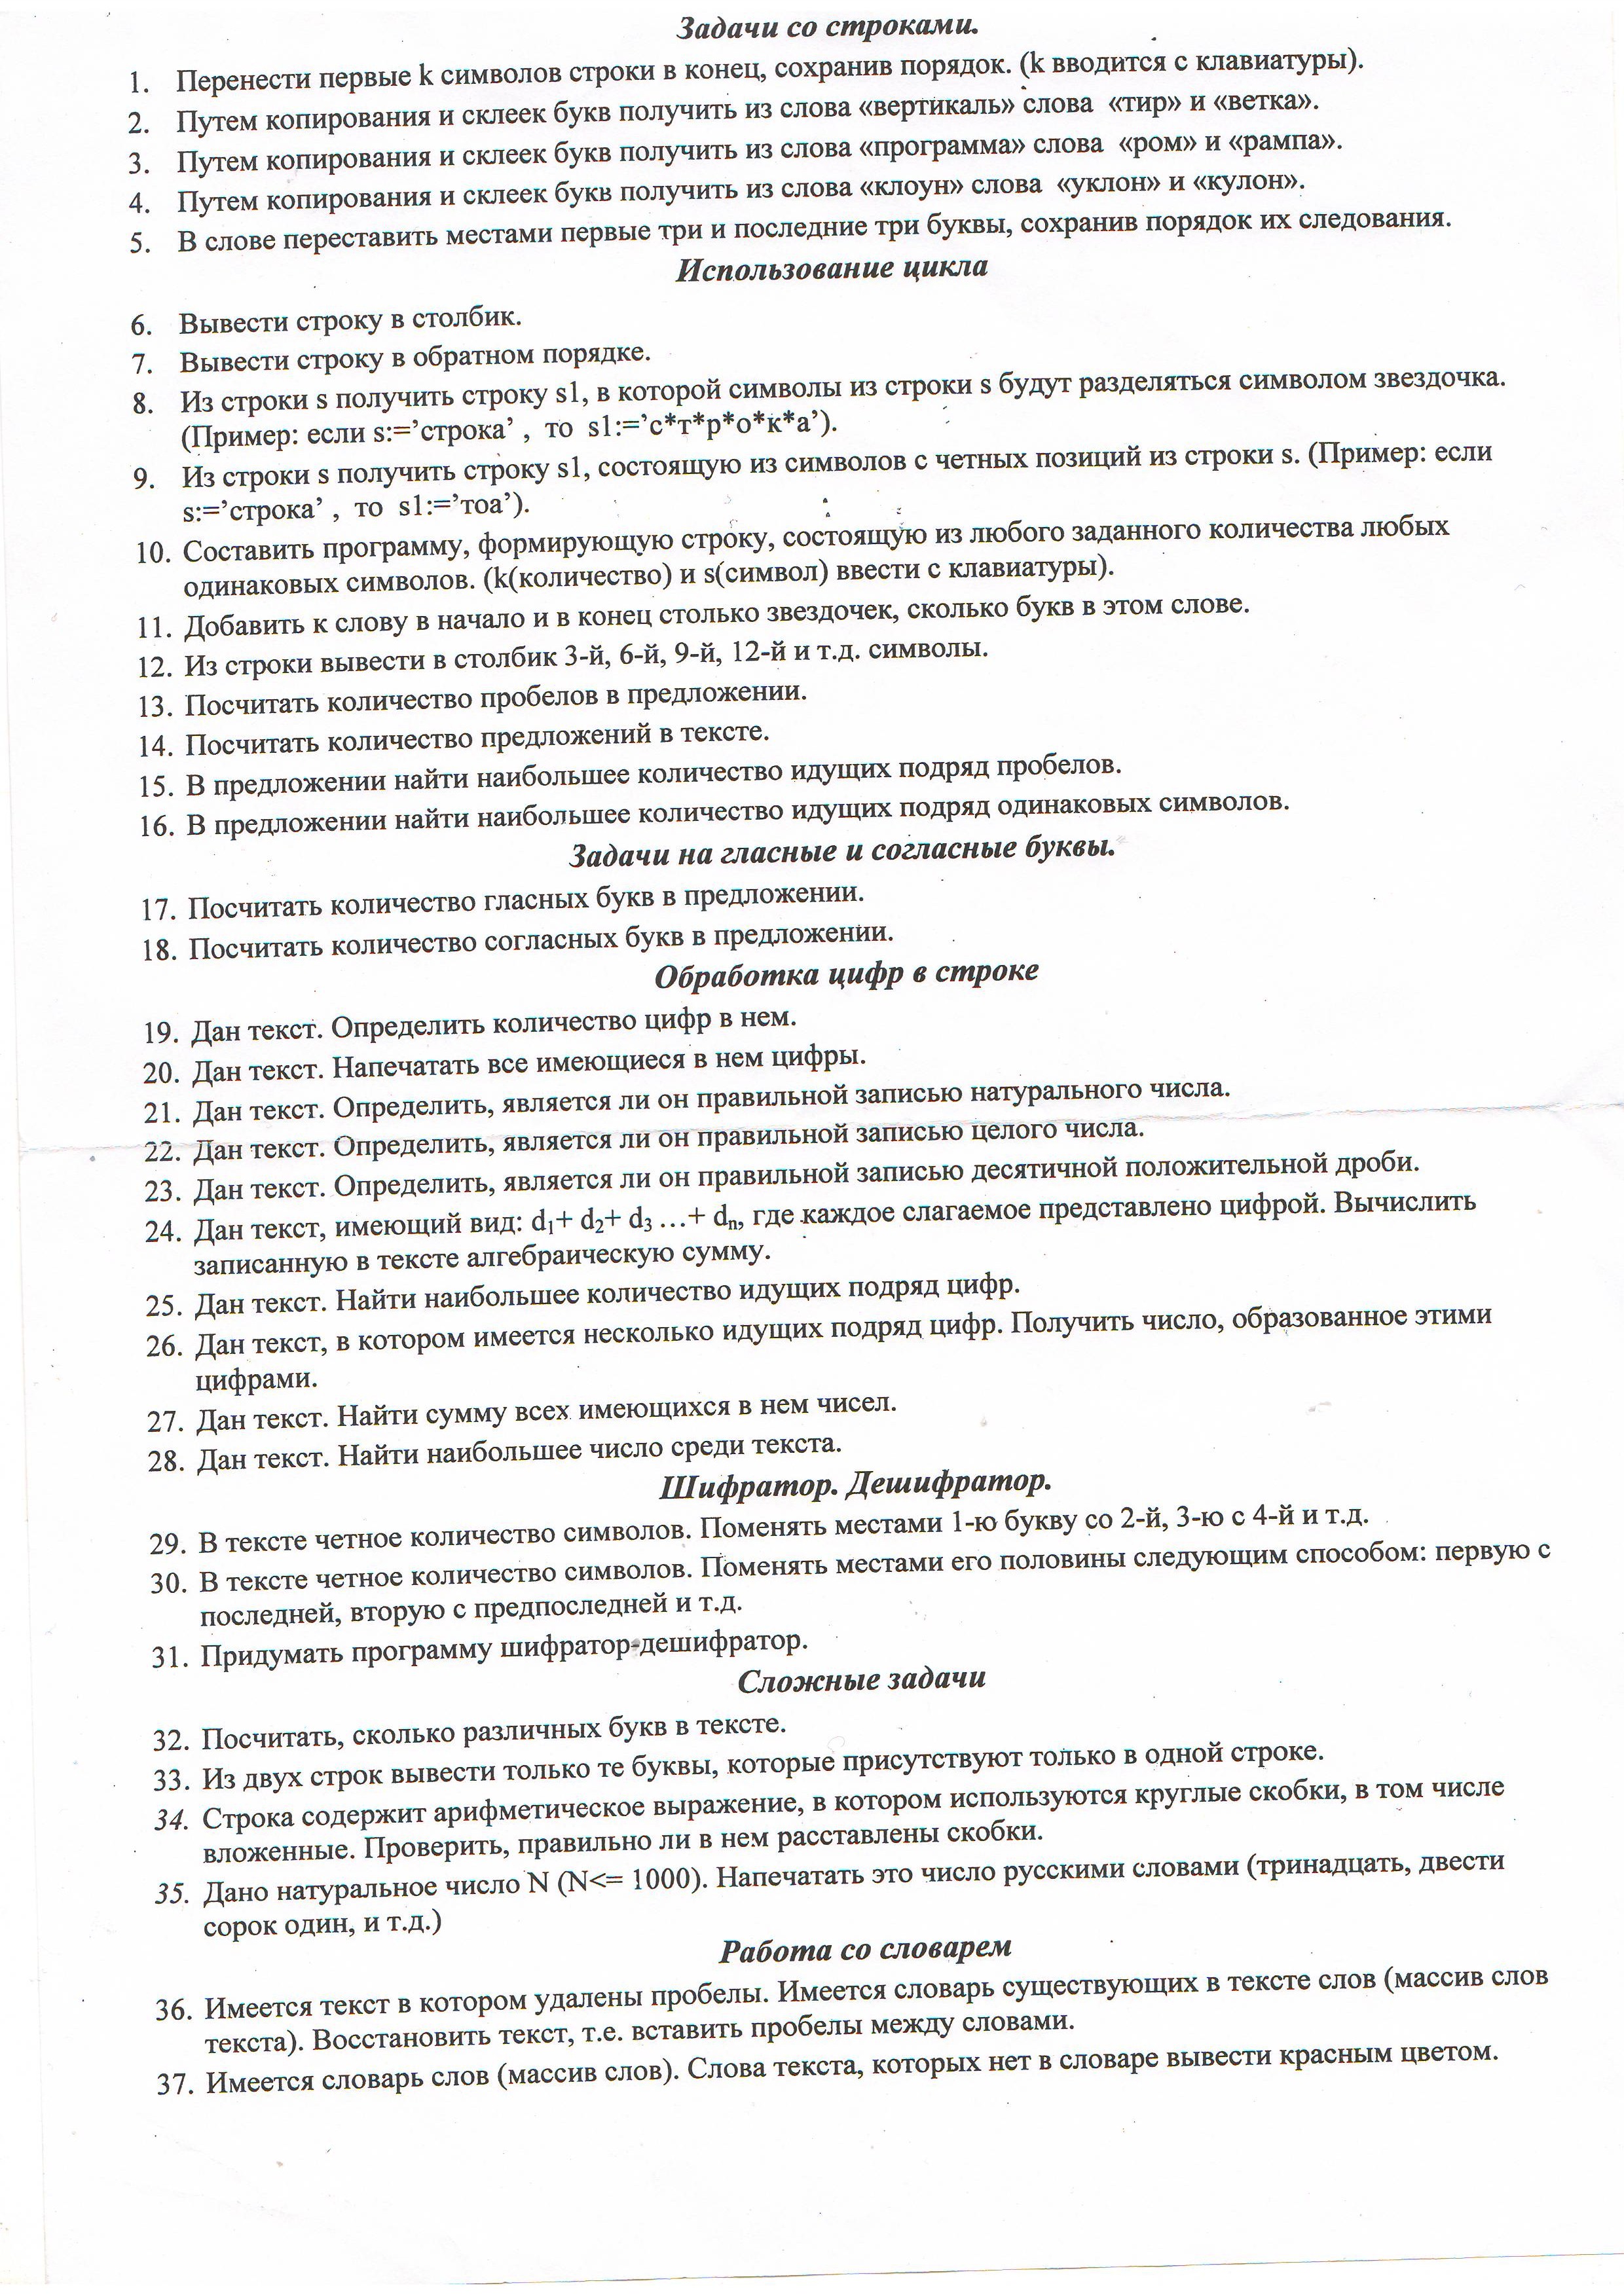 Задачи со строками.
1. Перенести первые k символов строки в конец, сохранив порядок. (k вводится с клавиатуры).
2. Путем копирования и склеек букв получить из слова «вертикаль» слова «тир» и «ветка».
3. Путем копирования и склеек букв получить из слова «программа» слова «ром» и «рампа».
4. Путем копирования и склеек букв получить из слова «клоун» слова «уклон» и «кулон».
5. В слове переставить местами первые три и последние три буквы, сохранив порядок их следования.
Использование цикла
6. Вывести строку в столбик.
7. Вывести строку в обратном порядке.
8. Из строки s получить строку s1, в которой символы из строки s будут разделяться символом звездочка.
(Пример: если s:=’строка’ , то s1:=’с*т*р*о*к*а’).
9. Из строки s получить строку s1, состоящую из символов с четных позиций из строки s. (Пример: если
s:=’строка’ , то s1:=’тоа’).
10. Составить программу, формирующую строку, состоящую из любого заданного количества любых
одинаковых символов. (k(количество) и s(символ) ввести с клавиатуры).
11. Добавить к слову в начало и в конец столько звездочек, сколько букв в этом слове.
12. Из строки вывести в столбик 3-й, 6-й, 9-й, 12-й и т.д. символы.
13. Посчитать количество пробелов в предложении.
14. Посчитать количество предложений в тексте.
15. В предложении найти наибольшее количество идущих подряд пробелов.
16. В предложении найти наибольшее количество идущих подряд одинаковых символов.
Задачи на гласные и согласные буквы.
17. Посчитать количество гласных букв в предложении.
18. Посчитать количество согласных букв в предложении.
Обработка цифр в строке
19. Дан текст. Определить количество цифр в нем.
20. Дан текст. Напечатать все имеющиеся в нем цифры.
21. Дан текст. Определить, является ли он правильной записью натурального числа.
22. Дан текст. Определить, является ли он правильной записью целого числа.
23. Дан текст. Определить, является ли он правильной записью десятичной положительной дроби.
24. Дан текст, имеющий вид: d₁+ d₂+ d₃ …+ dₙ, где каждое слагаемое представлено цифрой. Вычислить
записанную в тексте алгебраическую сумму.
25. Дан текст. Найти наибольшее количество идущих подряд цифр.
26. Дан текст, в котором имеется несколько идущих подряд цифр. Получить число, образованное этими
цифрами.
27. Дан текст. Найти сумму всех имеющихся в нем чисел.
28. Дан текст. Найти наибольшее число среди текста.
Шифратор. Дешифратор.
29. В тексте четное количество символов. Поменять местами 1-ю букву со 2-й, 3-ю с 4-й и т.д.
30. В тексте четное количество символов. Поменять местами его половины следующим способом: первую с
последней, вторую с предпоследней и т.д.
31. Придумать программу шифратор-дешифратор.
Сложные задачи
32. Посчитать, сколько различных букв в тексте.
33. Из двух строк вывести только те буквы, которые присутствуют только в одной строке.
34. Строка содержит арифметическое выражение, в котором используются круглые скобки, в том числе
вложенные. Проверить, правильно ли в нем расставлены скобки.
35. Дано натуральное число N (N<= 1000). Напечатать это число русскими словами (тринадцать, двести
сорок один, и т.д.)
Работа со словарем
36. Имеется текст в котором удалены пробелы. Имеется словарь существующих в тексте слов (массив слов
текста). Восстановить текст, т.е. вставить пробелы между словами.
37. Имеется словарь слов (массив слов). Слова текста, которых нет в словаре вывести красным цветом.